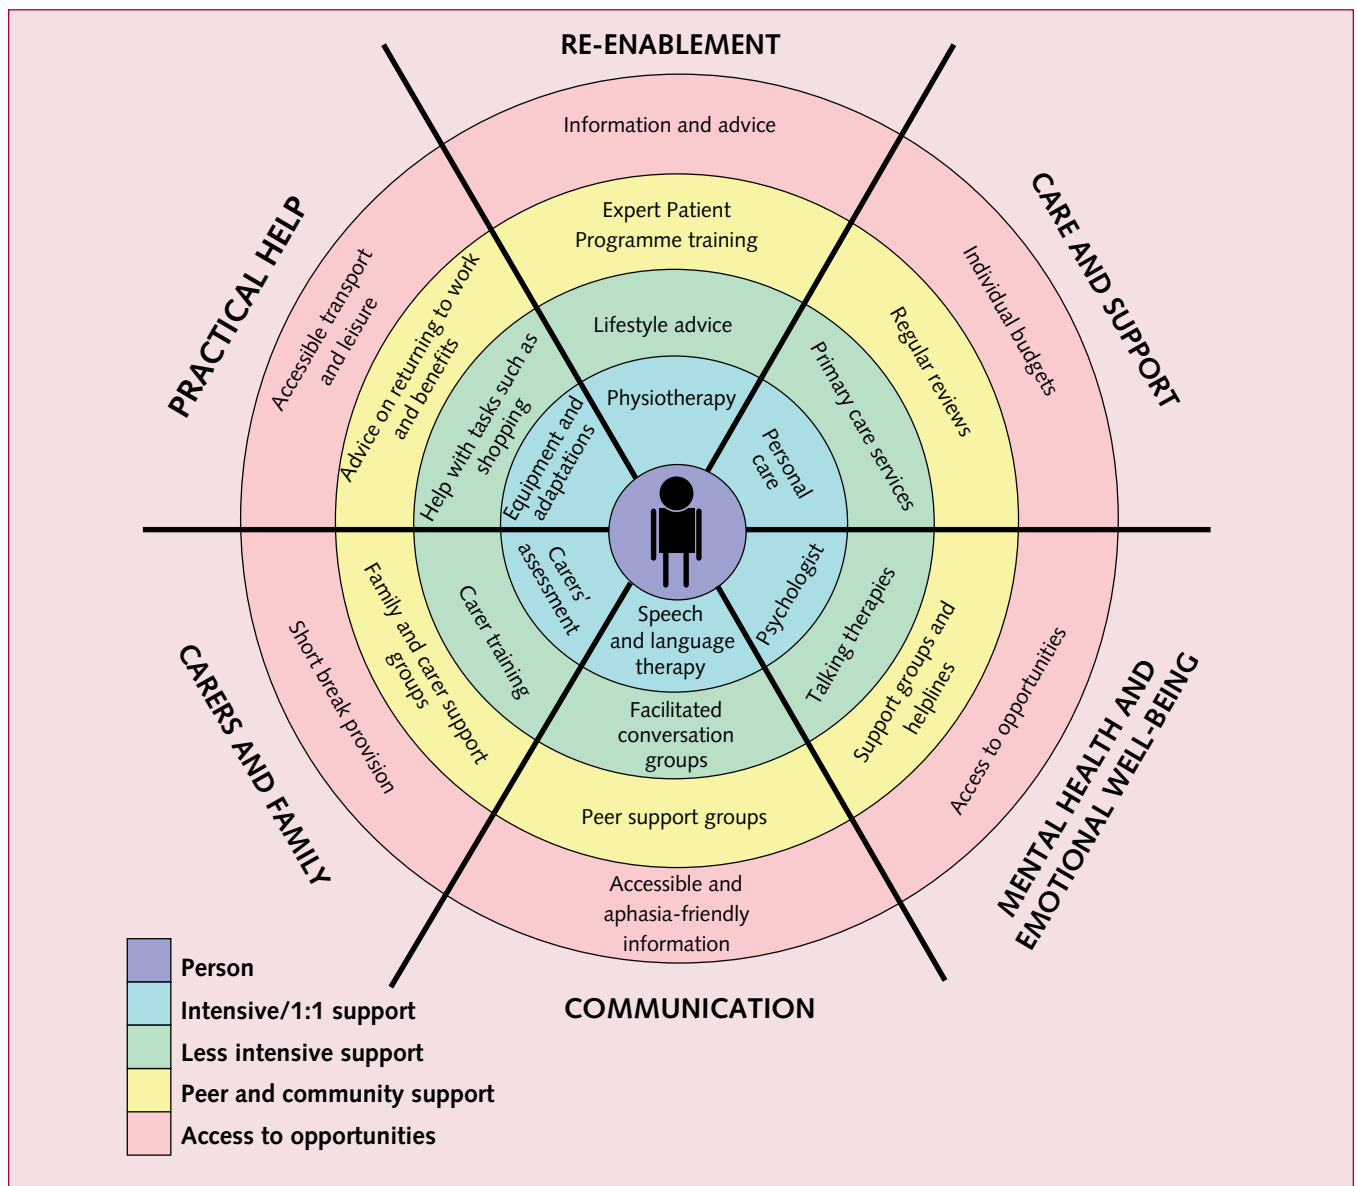 RE-ENABLEMENT
Information and advice
Expert Patient
Programme training
Lifestyle advice
Physiotherapy
CARE AND SUPPORT
Individual budgets
Regular reviews
Primary care services
Personal
care
MENTAL HEALTH AND
EMOTIONAL WELL-BEING
Access to opportunities
Support groups and
helplines
Talking therapies
Psychologist
Speech
and language
therapy
Facilitated
conversation
groups
Peer support groups
Accessible and
aphasia-friendly
information
COMMUNICATION
CARERS AND FAMILY
Short break provision
Family and carer support
groups
Carer training
Carers'
assessment
PRACTICAL HELP
Accessible transport
and leisure
Advice on returning to work
and benefits
Help with tasks such as
shopping
Equipment and
adaptations
Person
Intensive/1:1 support
Less intensive support
Peer and community support
Access to opportunities